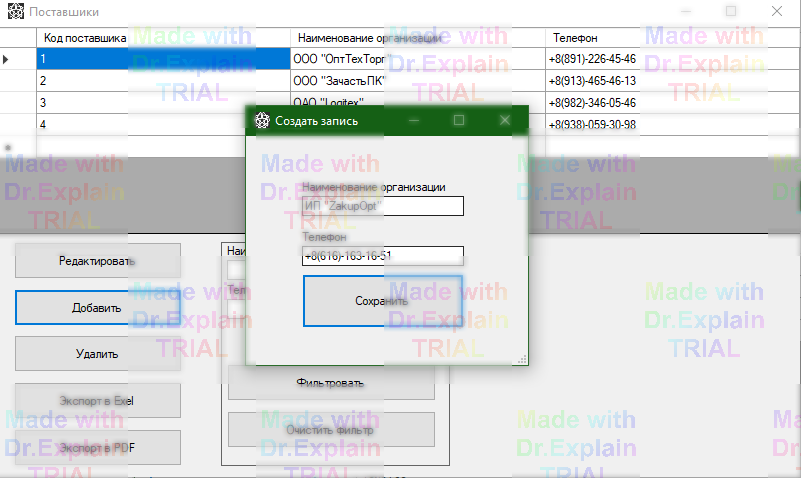 Поставщики
Код поставщика Наименование организации Телефон
1 ООО "ОптТехТорг" +8(891)-226-45-46
2 ООО "ЗачастьПК" +8(913)-465-46-13
3 ОАО "Logitex" +8(982)-346-05-46
4 +8(938)-059-30-98
Создать запись
Наименование организации
ИП "ZakupOpt"
Телефон
+8(616)-163-16-51
Сохранить
Редактировать
Добавить
Удалить
Экспорт в Exel
Экспорт в PDF
Наи
Тел
Фильтровать
Очистить фильтр
Made with
Dr.Explain
TRIAL
Made with
Dr.Explain
TRIAL
Made with
Dr.Explain
TRIAL
Made with
Dr.Explain
TRIAL
Made with
Dr.Explain
TRIAL
Made with
Dr.Explain
TRIAL
Made with
Dr.Explain
TRIAL
Made with
Dr.Explain
TRIAL
Made with
Dr.Explain
TRIAL
Made with
Dr.Explain
TRIAL
Made with
Dr.Explain
TRIAL
Made with
Dr.Explain
TRIAL